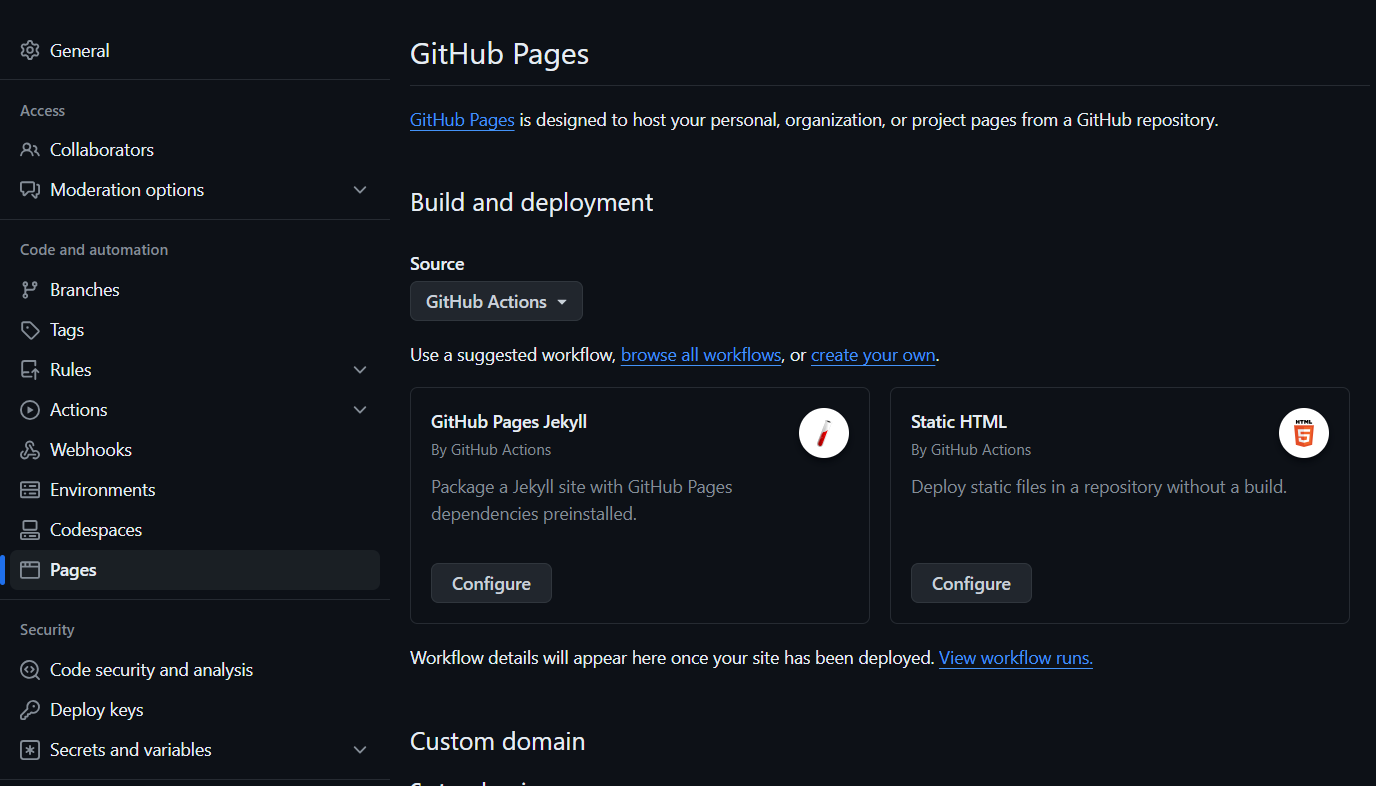 General
Access
Collaborators
Moderation options
Code and automation
Branches
Tags
Rules
Actions
Webhooks
Environments
Codespaces
Pages
Security
Code security and analysis
Deploy keys
Secrets and variables
GitHub Pages
GitHub Pages is designed to host your personal, organization, or project pages from a GitHub repository.
Build and deployment
Source
GitHub Actions
Use a suggested workflow, browse all workflows, or create your own.
GitHub Pages Jekyll
By GitHub Actions
Package a Jekyll site with GitHub Pages
dependencies preinstalled.
Configure
Static HTML
By GitHub Actions
HTML
5
Deploy static files in a repository without a build.
Configure
Workflow details will appear here once your site has been deployed. View workflow runs.
Custom domain